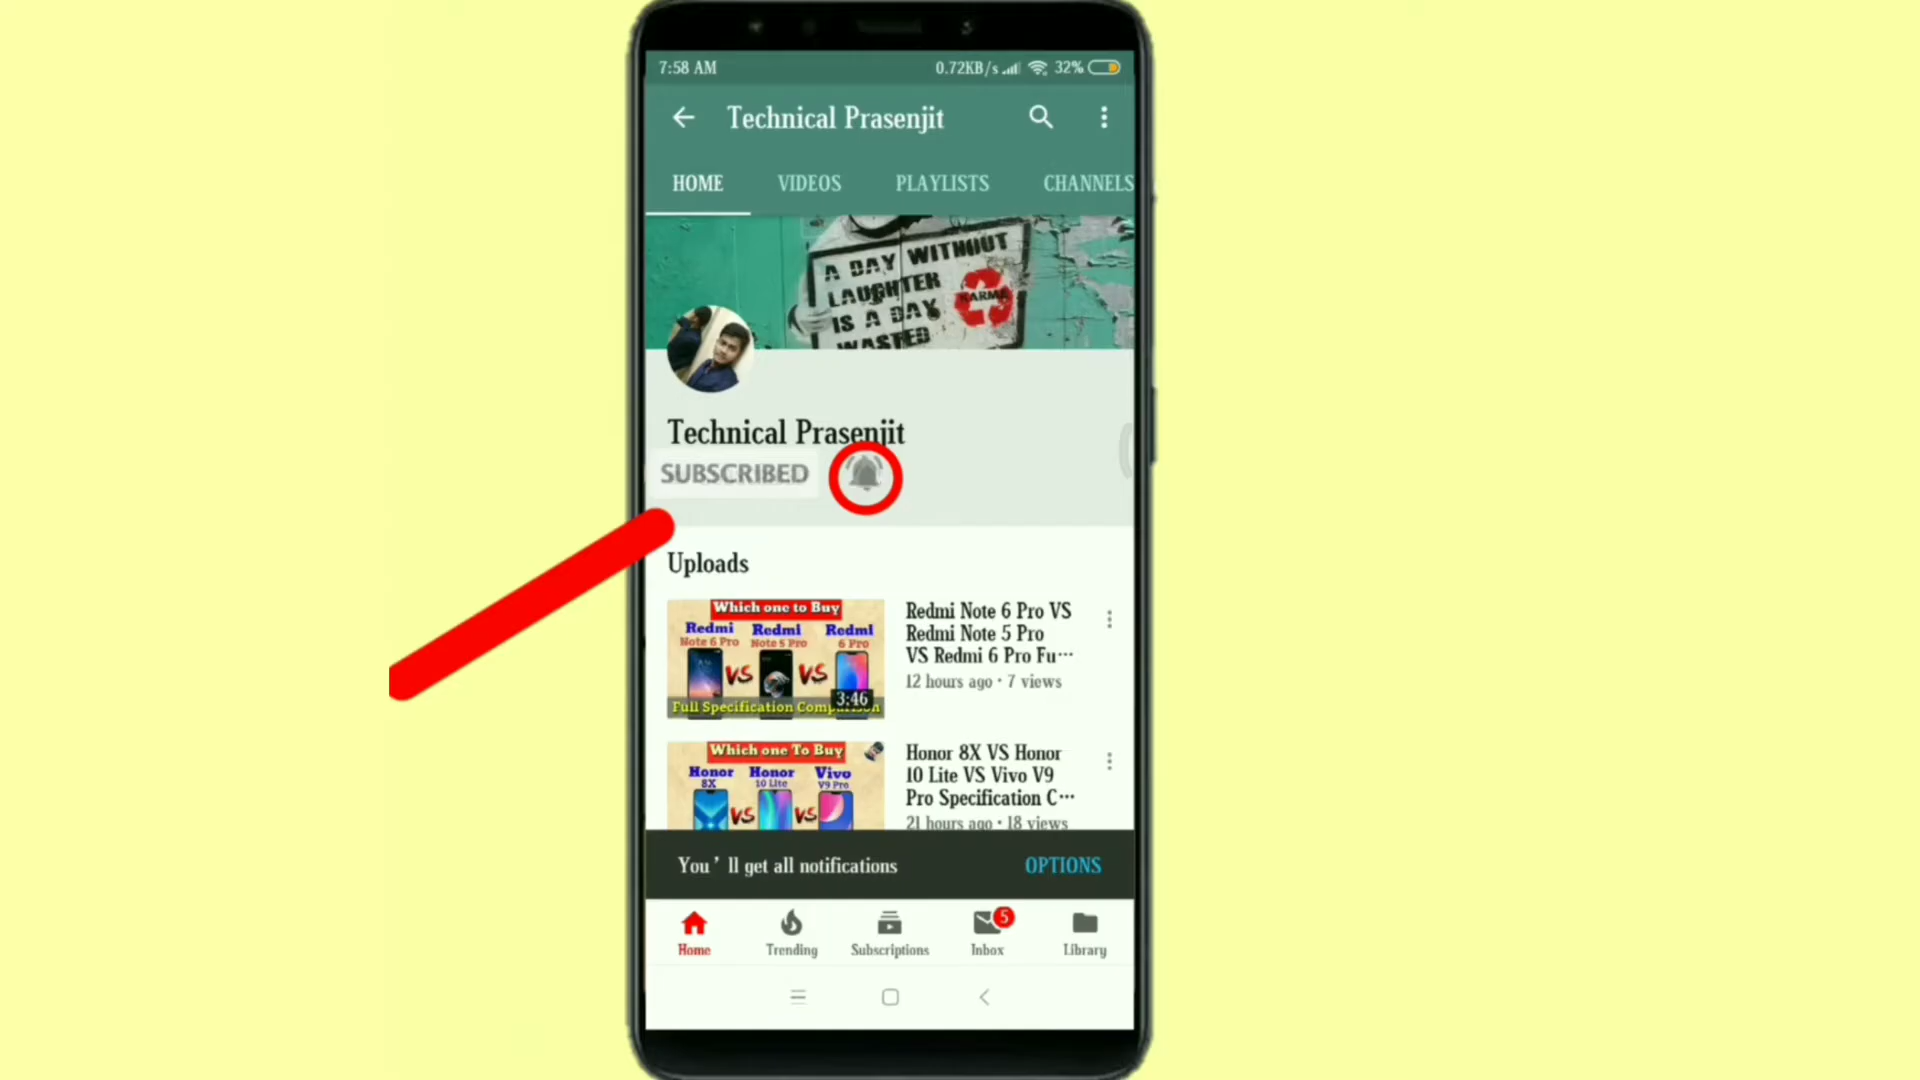 7:58 AM
0.72KB/s
32%
Technical Prasenjit
HOME
VIDEOS
PLAYLISTS
CHANNELS
A DAY WITHOUT
LAUGHTER
IS A DAY
WASTED
KARMA
Technical Prasenjit
SUBSCRIBED
Uploads
Which one to Buy
Redmi Redmi Redmi
Note 6 Pro Note 5 Pro 6 Pro
VS VS
3:46
Full Specification Comparison
Redmi Note 6 Pro VS
Redmi Note 5 Pro
VS Redmi 6 Pro Fu…
12 hours ago · 7 views
Which one To Buy
Honor Honor Vivo
8X 10 Lite V9 Pro
VS VS
Honor 8X VS Honor
10 Lite VS Vivo V9
Pro Specification C…
21 hours ago · 18 views
You’ll get all notifications
OPTIONS
5
Home
Trending
Subscriptions
Inbox
Library